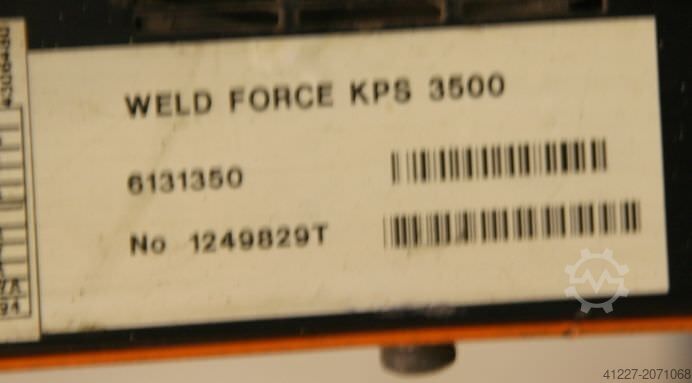 WELD FORCE KPS 3500
6131350
No 1249829T
41227-2071068